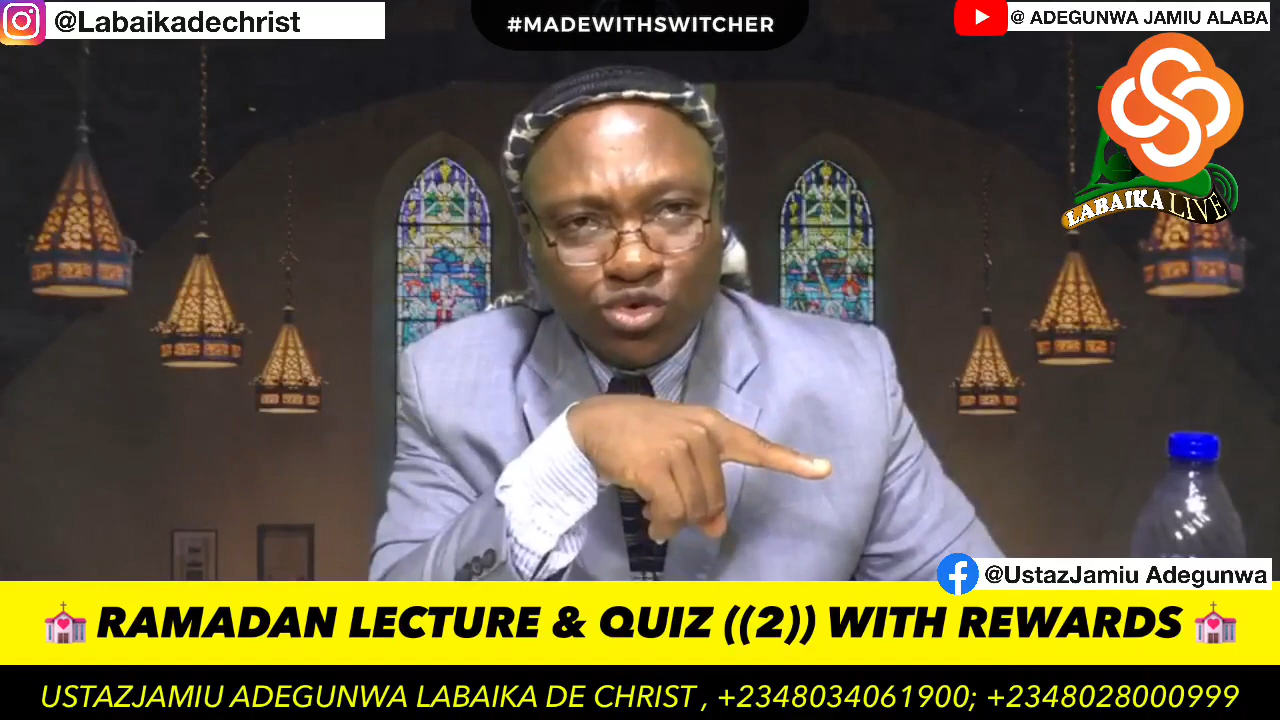 @Labaikadechrist
#MADEWITHSWITCHER
@ ADEGUNWA JAMIU ALABA
LABAIKA LIVE
@UstazJamiu Adegunwa
RAMADAN LECTURE & QUIZ ((2)) WITH REWARDS
USTAZJAMIU ADEGUNWA LABAIKA DE CHRIST , +2348034061900; +2348028000999